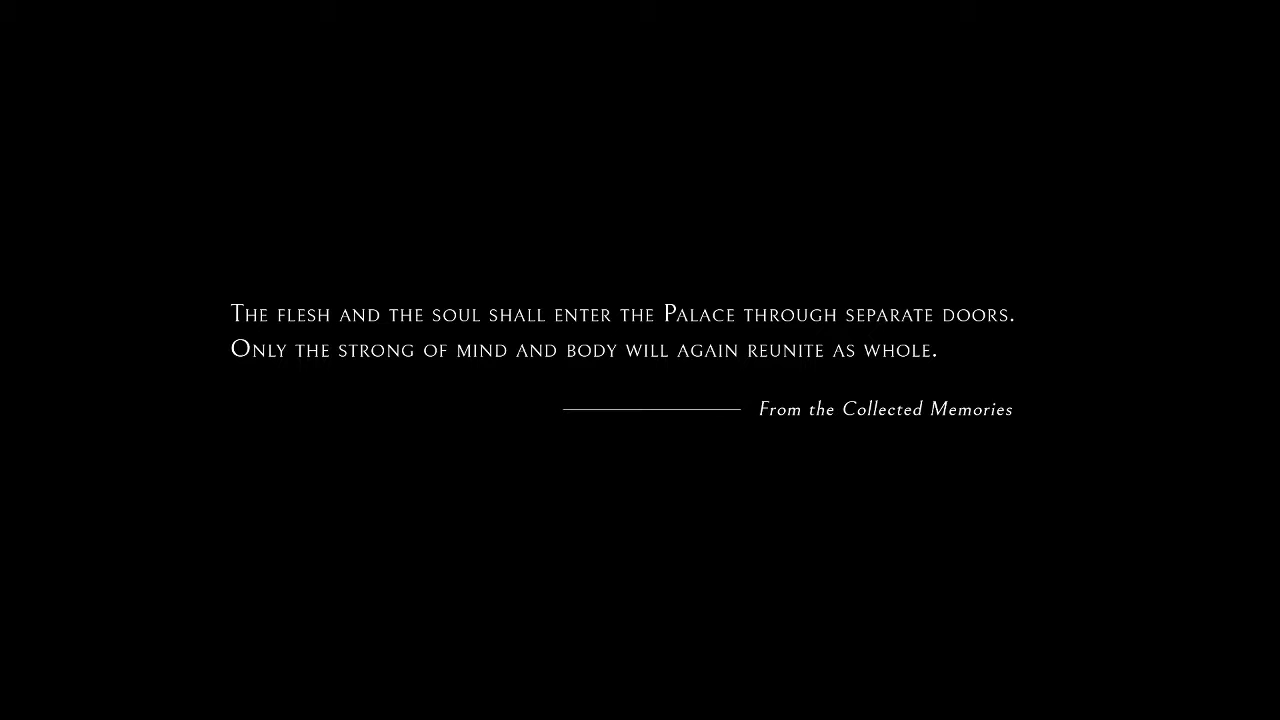 The flesh and the soul shall enter the Palace through separate doors.
Only the strong of mind and body will again reunite as whole.
From the Collected Memories